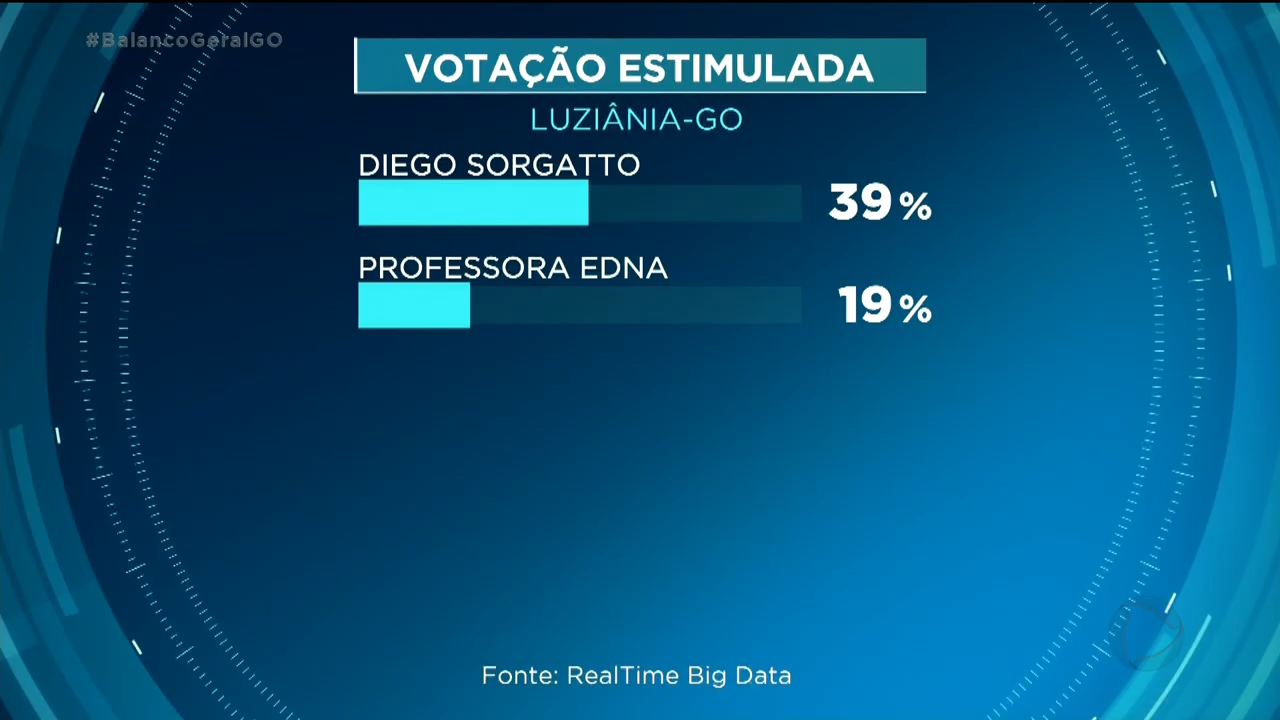 #BalancoGeralGO
VOTAÇÃO ESTIMULADA
LUZIÂNIA-GO
DIEGO SORGATTO
39%
PROFESSORA EDNA
19%
Fonte: RealTime Big Data